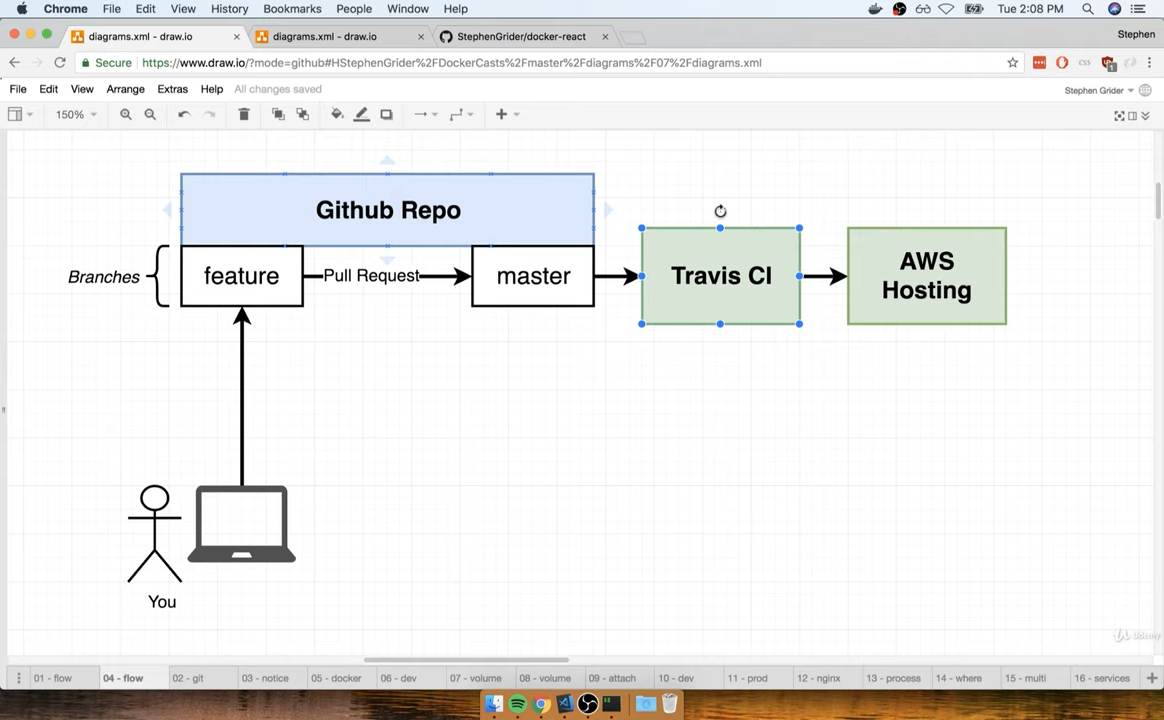 Chrome File Edit View History Bookmarks People Window Help Tue 2:08 PM
diagrams.xml - draw.io diagrams.xml - draw.io StephenGrider/docker-react Stephen
Secure https://www.draw.io/?mode=github#HStephenGrider%2FDockerCasts%2Fmaster%2Fdiagrams%2F07%2Fdiagrams.xml
File Edit View Arrange Extras Help All changes saved Stephen Grider
150%
Github Repo
Branches feature Pull Request master Travis CI AWS
Hosting
You
Udemy
01 - flow 04 - flow 02 - git 03 - notice 05 - docker 06 - dev 07 - volume 08 - volume 09 - attach 10 - dev 11 - prod 12 - nginx 13 - process 14 - where 15 - multi 16 - services